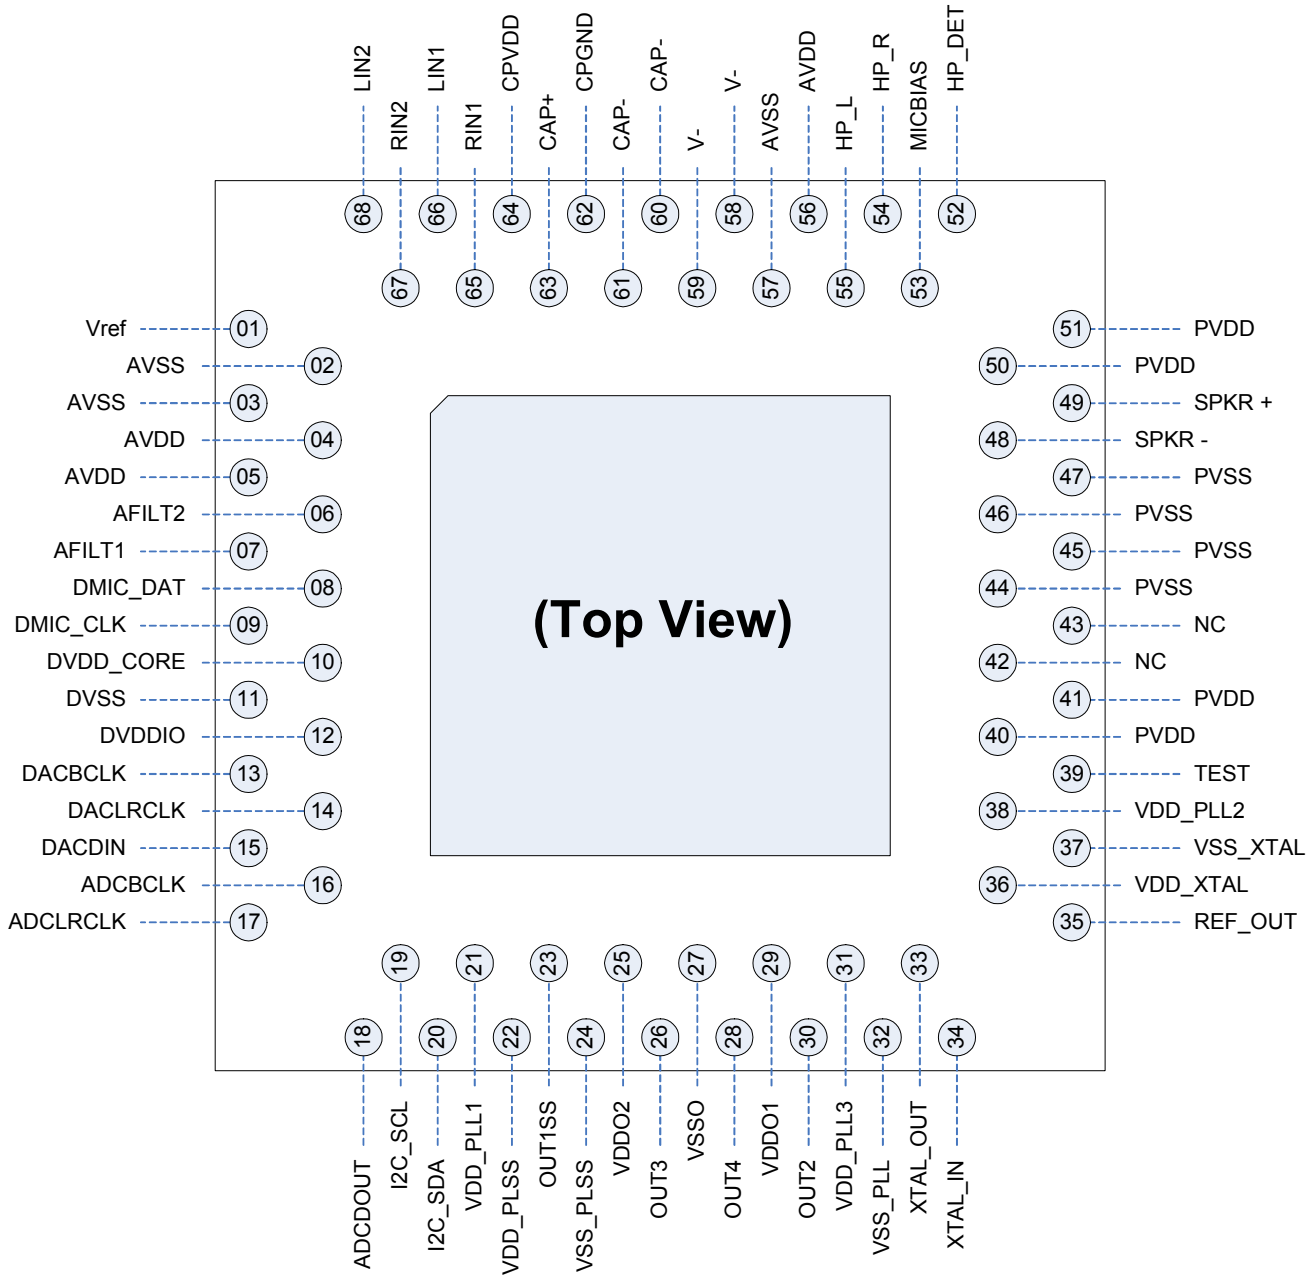 LIN2
RIN2
LIN1
RIN1
CPVDD
CAP+
CPGND
CAP-
CAP-
V-
V-
AVSS
AVDD
HP_L
HP_R
MICBIAS
HP_DET
68
67
66
65
64
63
62
61
60
59
58
57
56
55
54
53
52
Vref 01
AVSS 02
AVSS 03
AVDD 04
AVDD 05
AFILT2 06
AFILT1 07
DMIC_DAT 08
DMIC_CLK 09
DVDD_CORE 10
DVSS 11
DVDDIO 12
DACBCLK 13
DACLRCLK 14
DACDIN 15
ADCBCLK 16
ADCLRCLK 17
(Top View)
51 PVDD
50 PVDD
49 SPKR +
48 SPKR -
47 PVSS
46 PVSS
45 PVSS
44 PVSS
43 NC
42 NC
41 PVDD
40 PVDD
39 TEST
38 VDD_PLL2
37 VSS_XTAL
36 VDD_XTAL
35 REF_OUT
18
19
20
21
22
23
24
25
26
27
28
29
30
31
32
33
34
ADCDOUT
I2C_SCL
I2C_SDA
VDD_PLL1
VDD_PLSS
OUT1SS
VSS_PLSS
VDDO2
OUT3
VSSO
OUT4
VDDO1
OUT2
VDD_PLL3
VSS_PLL
XTAL_OUT
XTAL_IN